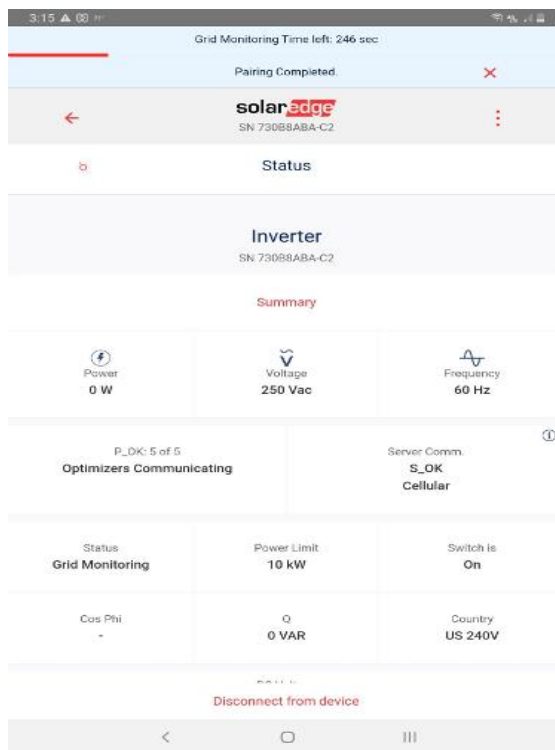 3:15
Grid Monitoring Time left: 246 sec
Pairing Completed.
solaredge
SN 730B8ABA-C2
Status
Inverter
SN 730B8ABA-C2
Summary
Power
0 W
Voltage
250 Vac
Frequency
60 Hz
P_OK: 5 of 5
Optimizers Communicating
Server Comm.
S_OK
Cellular
Status
Grid Monitoring
Power Limit
10 kW
Switch is
On
Cos Phi
-
Q
0 VAR
Country
US 240V
Disconnect from device